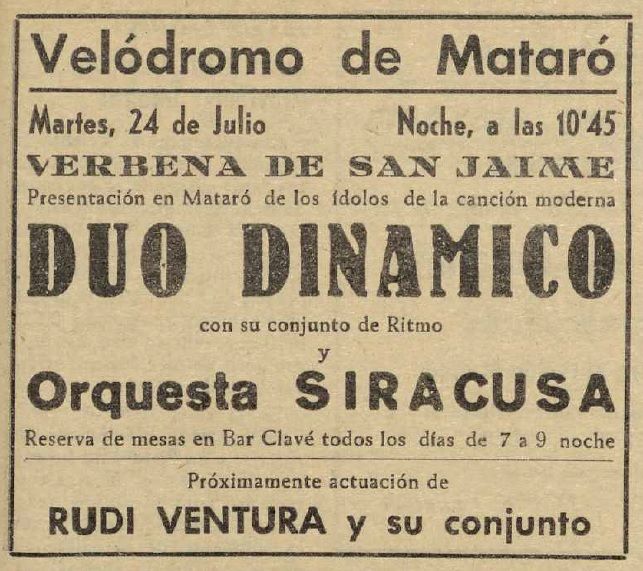 Velódromo de Mataró
Martes, 24 de Julio Noche, a las 10'45
VERBENA DE SAN JAIME
Presentación en Mataró de los ídolos de la canción moderna
DUO DINAMICO
con su conjunto de Ritmo
y
Orquesta SIRACUSA
Reserva de mesas en Bar Clavé todos los días de 7 a 9 noche
Próximamente actuación de
RUDI VENTURA y su conjunto